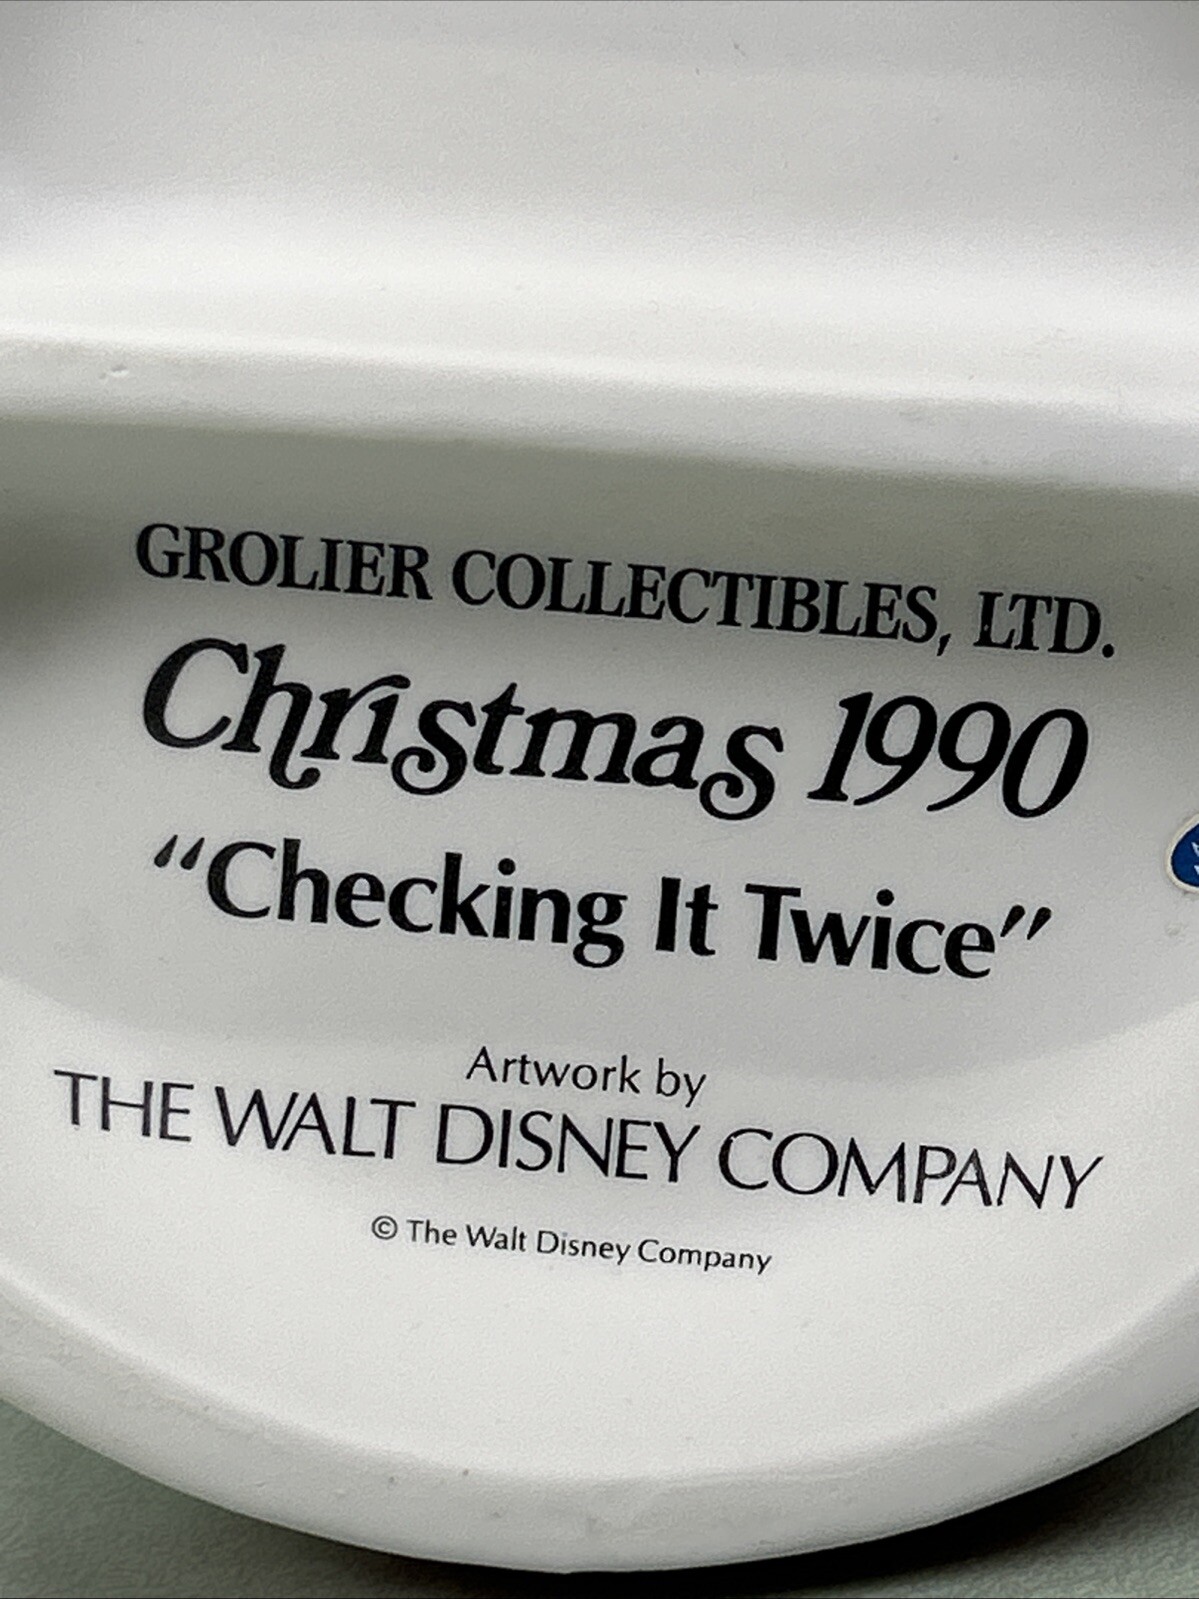 GROLIER COLLECTIBLES, LTD.
Christmas 1990
“Checking It Twice”
Artwork by
THE WALT DISNEY COMPANY
© The Walt Disney Company